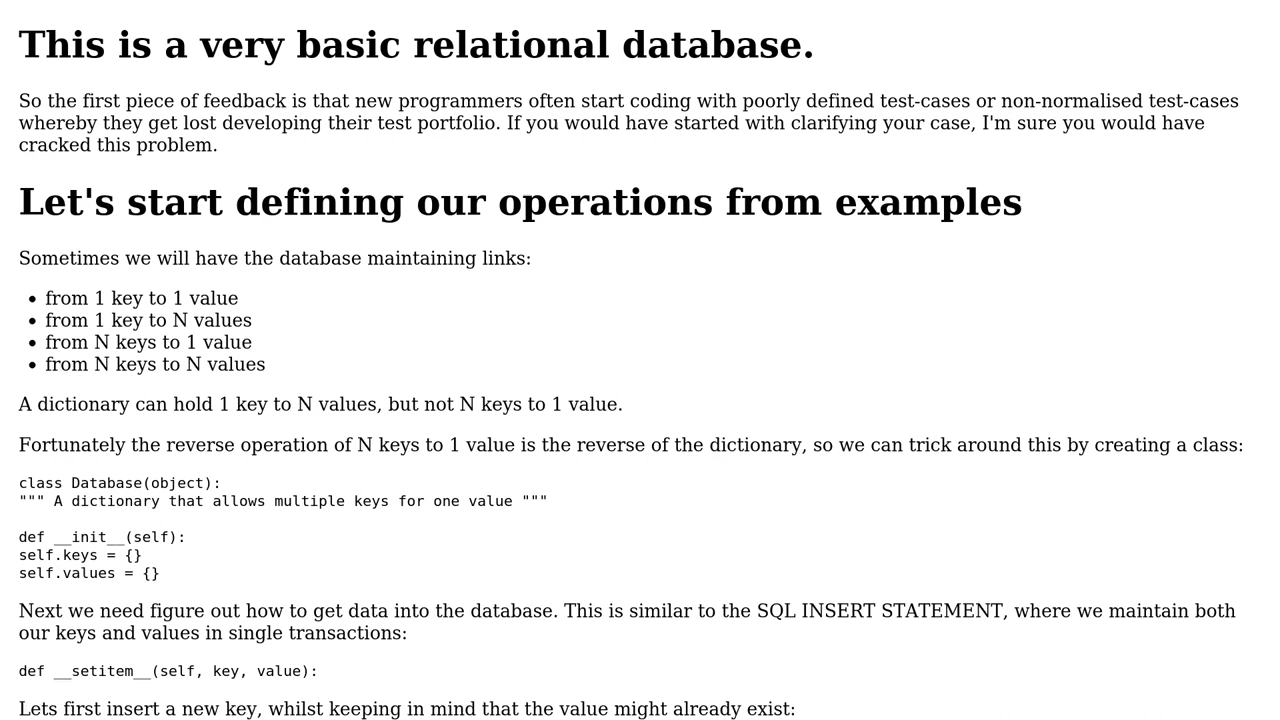 This is a very basic relational database.
So the first piece of feedback is that new programmers often start coding with poorly defined test-cases or non-normalised test-cases
whereby they get lost developing their test portfolio. If you would have started with clarifying your case, I'm sure you would have
cracked this problem.
Let's start defining our operations from examples
Sometimes we will have the database maintaining links:
• from 1 key to 1 value
• from 1 key to N values
• from N keys to 1 value
• from N keys to N values
A dictionary can hold 1 key to N values, but not N keys to 1 value.
Fortunately the reverse operation of N keys to 1 value is the reverse of the dictionary, so we can trick around this by creating a class:
class Database(object):
""" A dictionary that allows multiple keys for one value """
def __init__(self):
self.keys = {}
self.values = {}
Next we need figure out how to get data into the database. This is similar to the SQL INSERT STATEMENT, where we maintain both
our keys and values in single transactions:
def __setitem__(self, key, value):
Lets first insert a new key, whilst keeping in mind that the value might already exist: